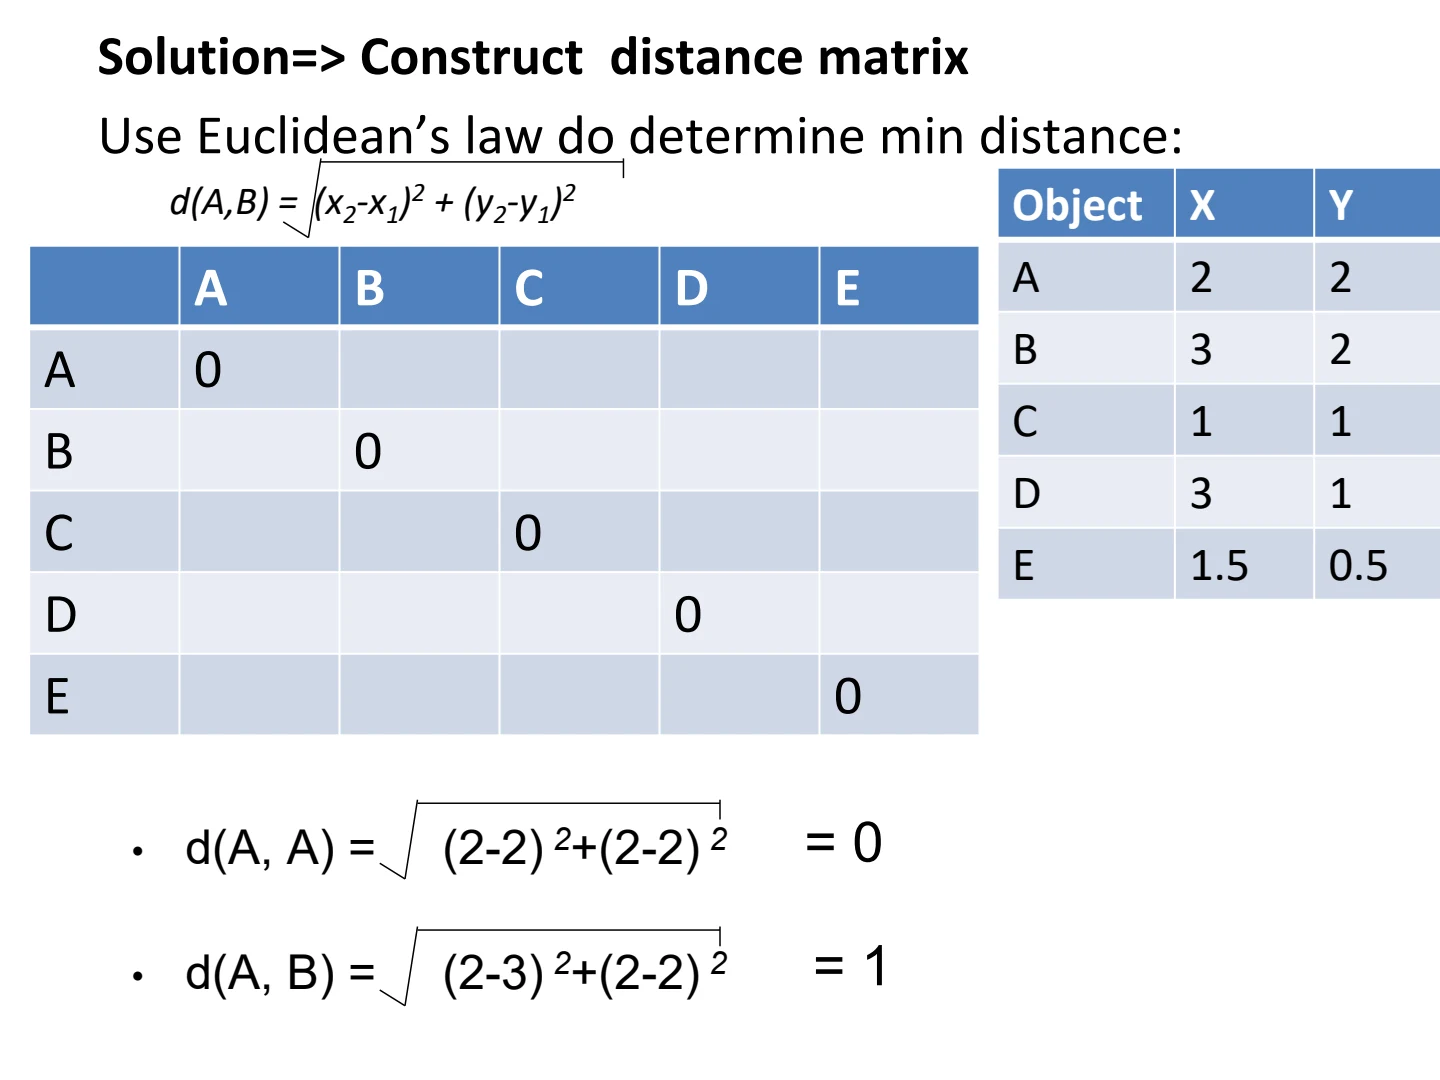 Solution=> Construct  distance matrix
Use Euclidean’s law do determine min distance:
d(A,B) = √(x₂-x₁)² + (y₂-y₁)²
Object X Y
A 2 2
B 3 2
C 1 1
D 3 1
E 1.5 0.5
A B C D E
A 0
B 0
C 0
D 0
E 0
• d(A, A) = √(2-2) ²+(2-2) ² = 0
• d(A, B) = √(2-3) ²+(2-2) ² = 1